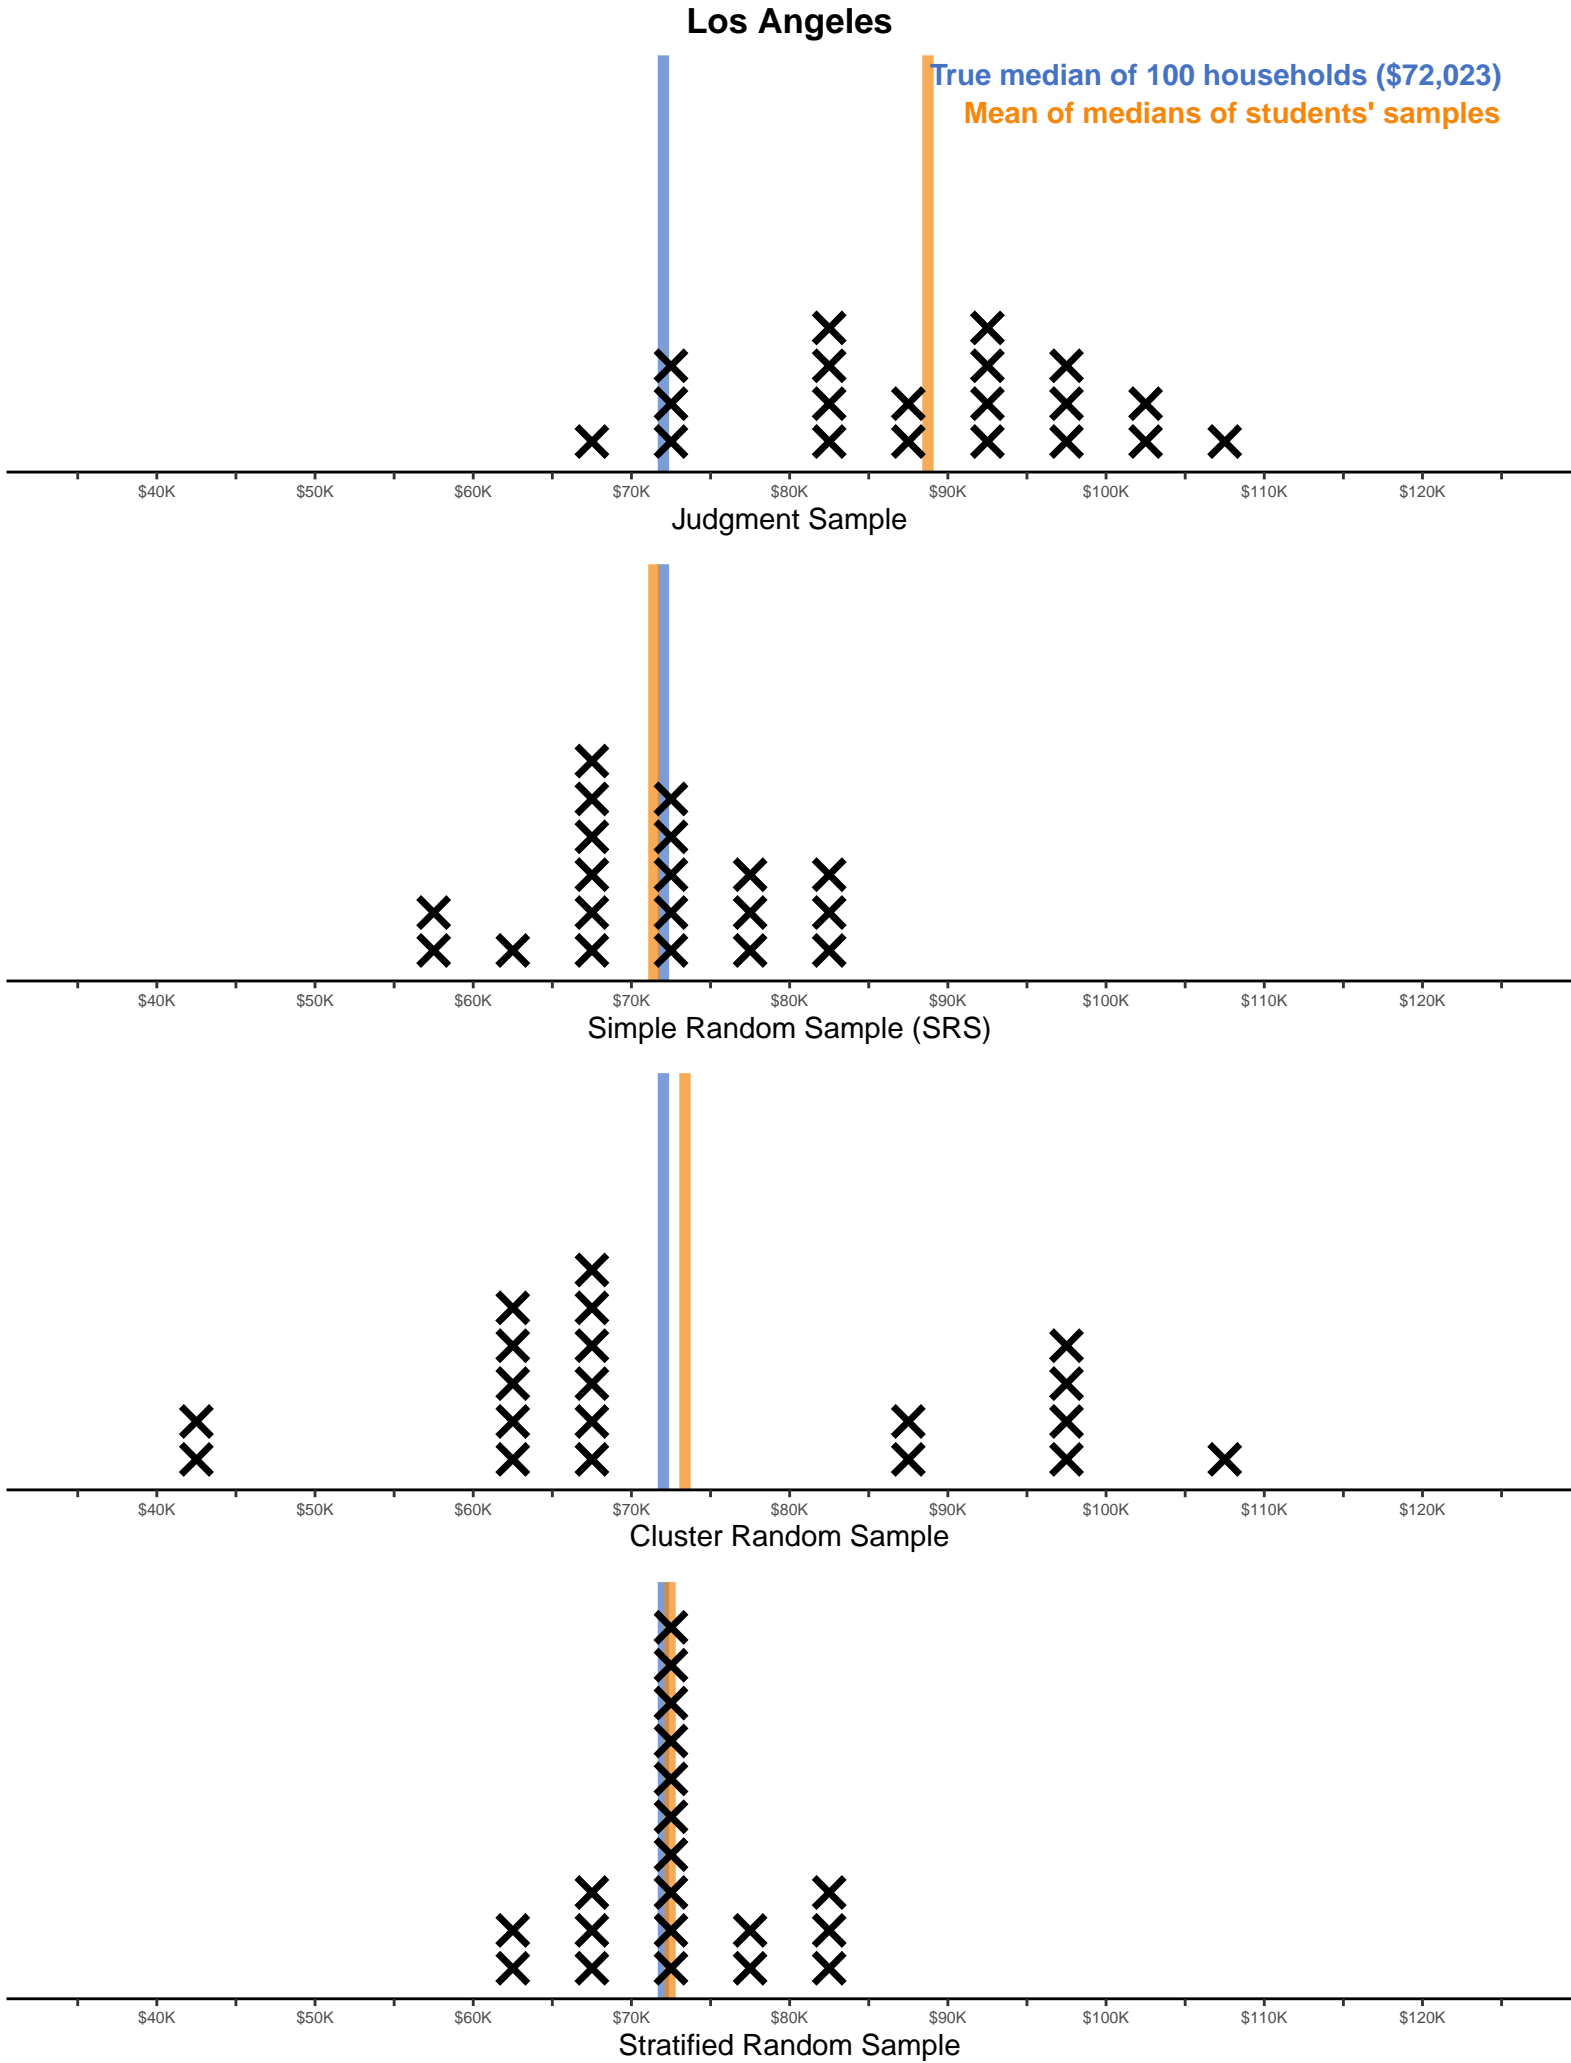 Los Angeles
True median of 100 households ($72,023)
Mean of medians of students' samples
$40K $50K $60K $70K $80K $90K $100K $110K $120K
Judgment Sample
$40K $50K $60K $70K $80K $90K $100K $110K $120K
Simple Random Sample (SRS)
$40K $50K $60K $70K $80K $90K $100K $110K $120K
Cluster Random Sample
$40K $50K $60K $70K $80K $90K $100K $110K $120K
Stratified Random Sample